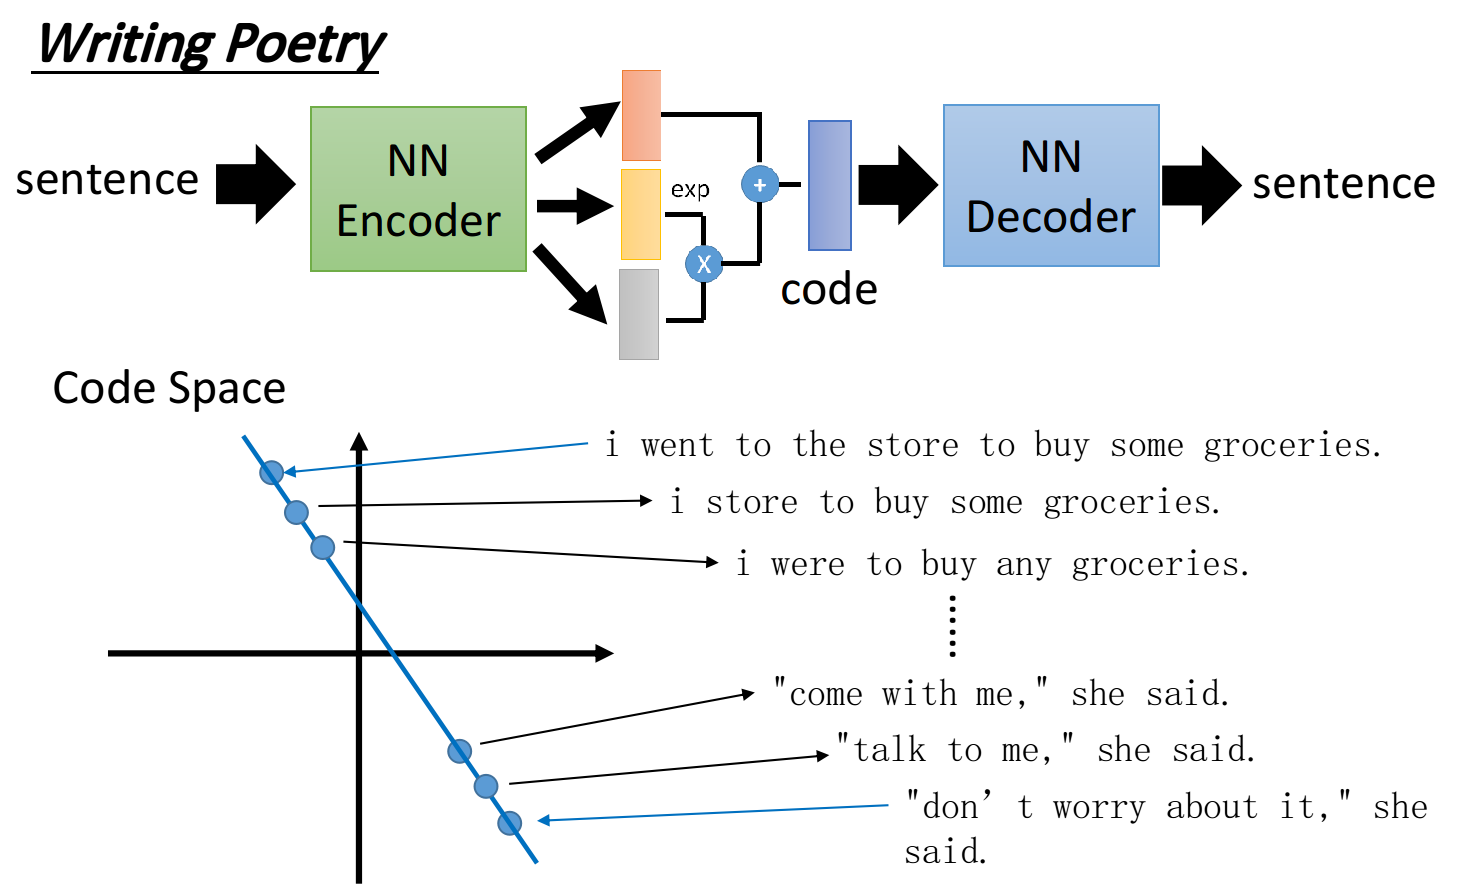 Writing Poetry
sentence
NN
Encoder
exp
+
X
code
NN
Decoder
sentence
Code Space
i went to the store to buy some groceries.
i store to buy some groceries.
i were to buy any groceries.
"come with me," she said.
"talk to me," she said.
"don’t worry about it," she
said.